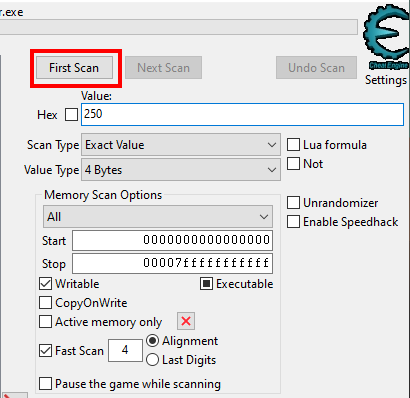 r.exe
First Scan
Next Scan
Undo Scan
Cheat Engine
Settings
Value:
Hex
250
Scan Type
Exact Value
Lua formula
Not
Value Type
4 Bytes
Memory Scan Options
All
Unrandomizer
Enable Speedhack
Start
0000000000000000
Stop
00007fffffffffff
Writable
Executable
CopyOnWrite
Active memory only
Fast Scan
4
Alignment
Last Digits
Pause the game while scanning